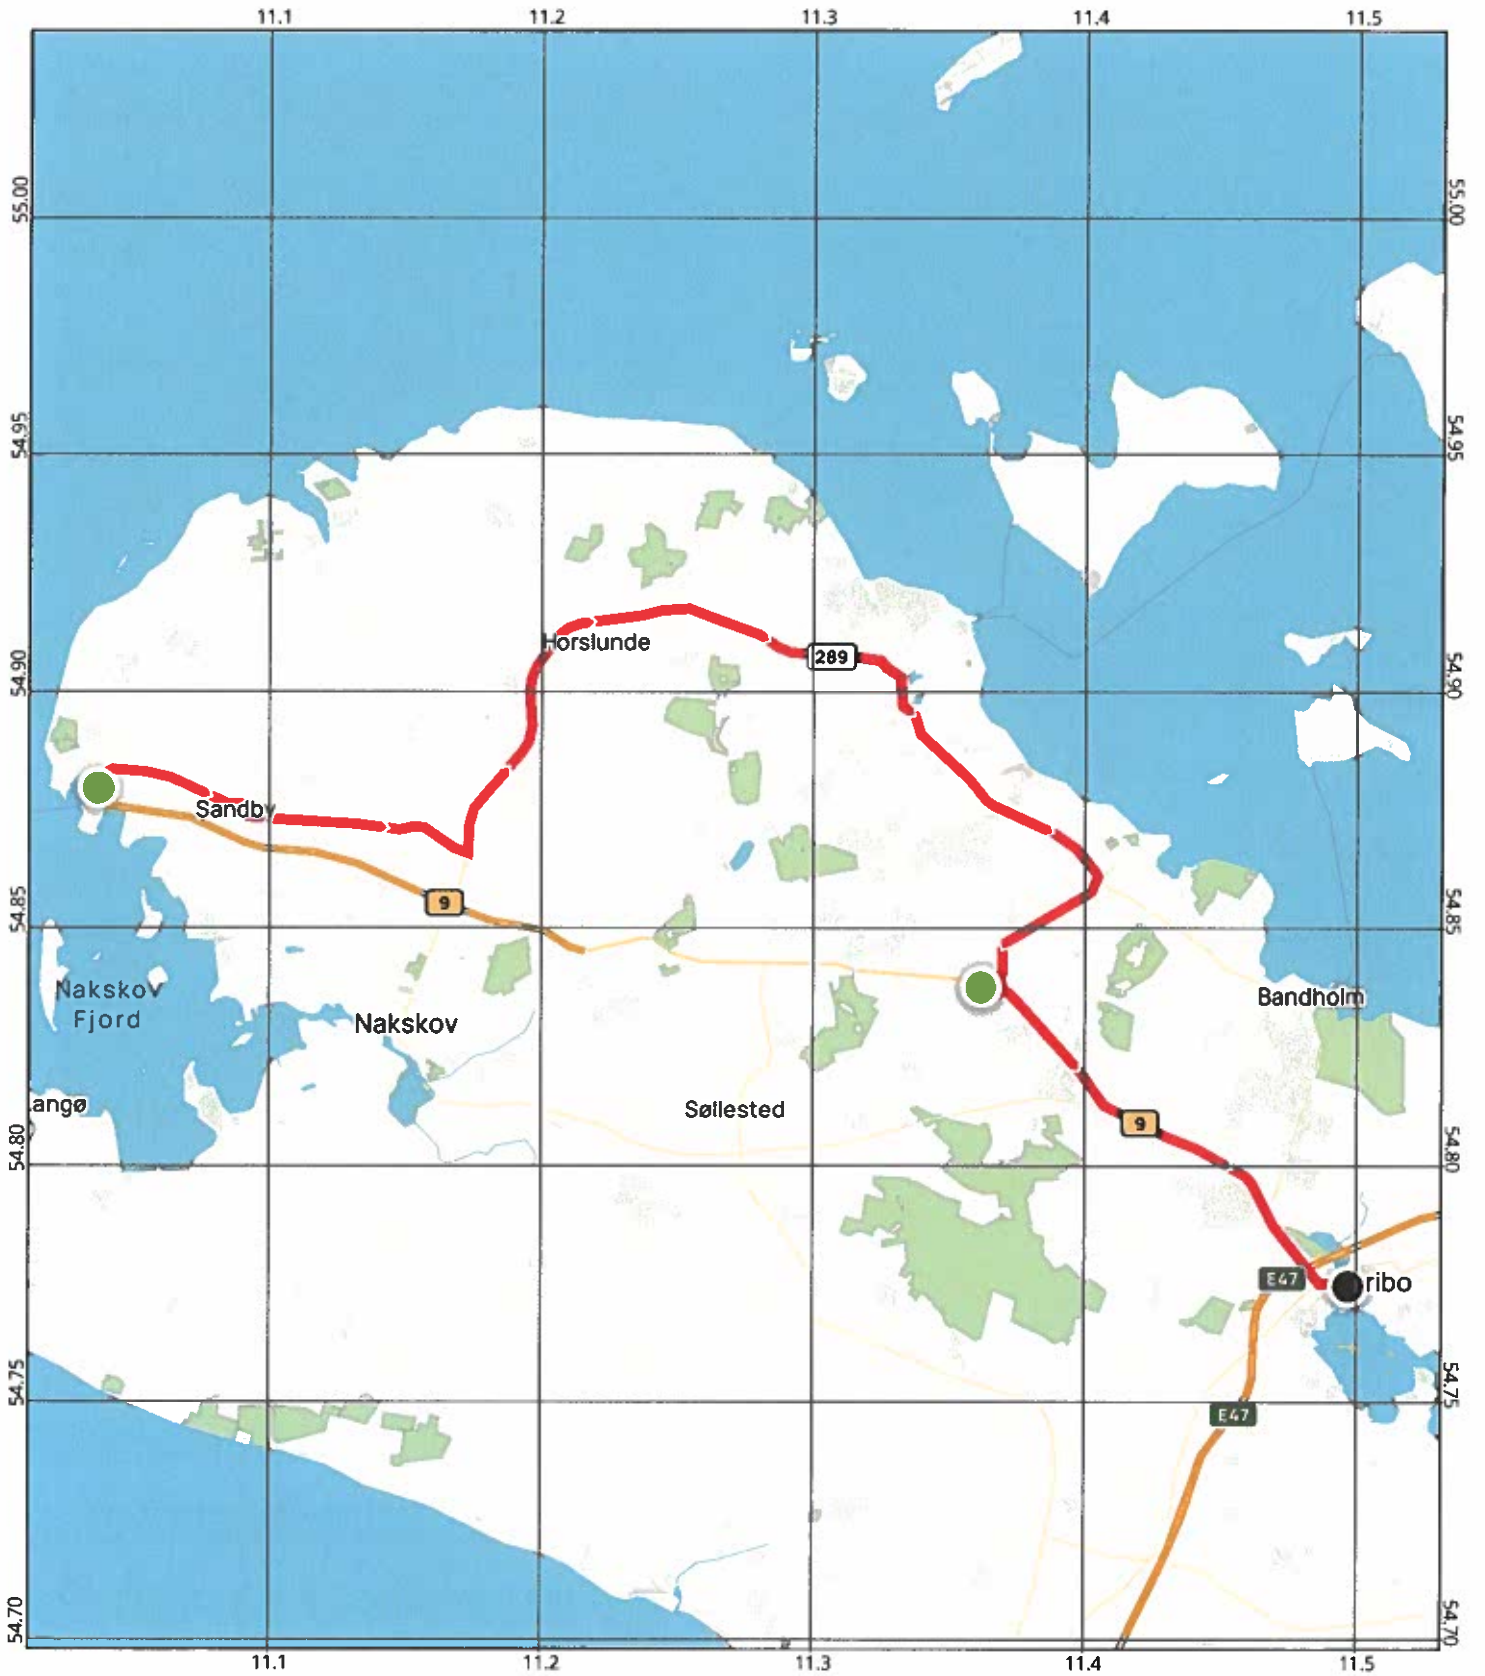 11.1 11.2 11.3 11.4 11.5
55.00 55.00
54.95 54.95
Horslunde
289
54.90 54.90
Sandby
9
54.85 54.85
Nakskov
Fjord
Bandholm
Nakskov
angø
Søllested
9
54.80 54.80
E47
ribo
54.75 54.75
E47
54.70 54.70
11.1 11.2 11.3 11.4 11.5